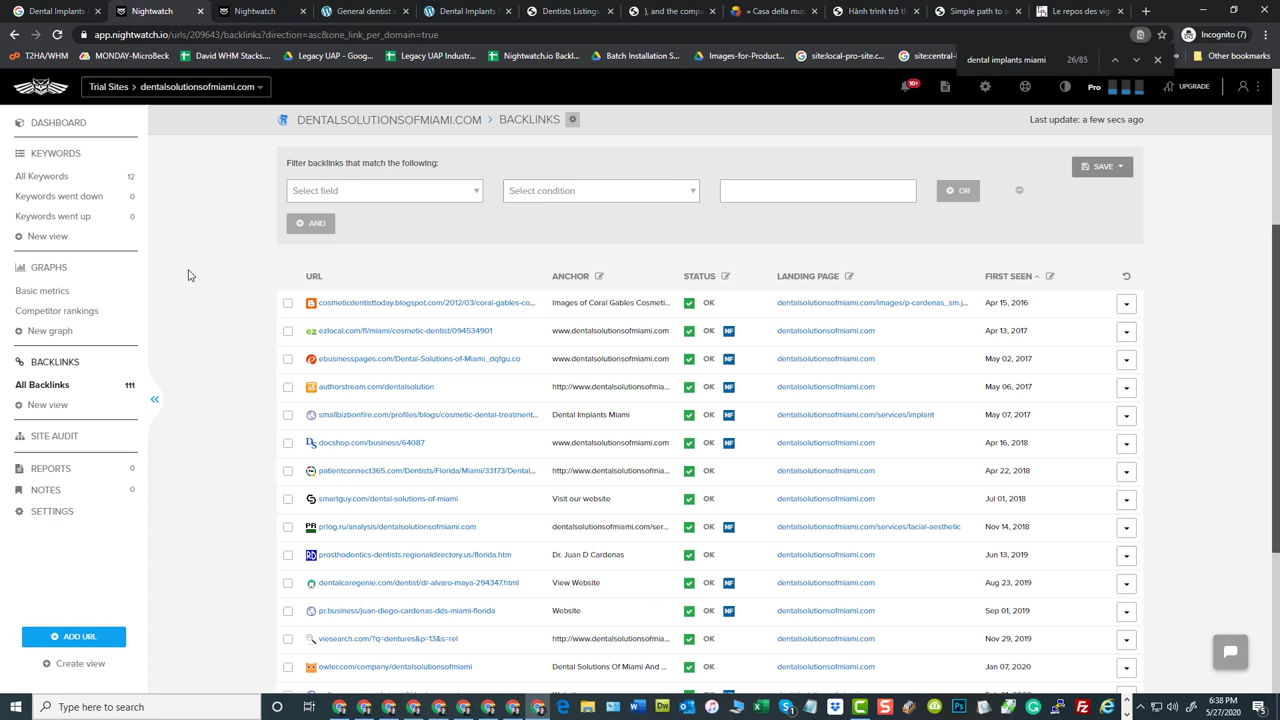 Dental Implants Mi
Dental Solutions
Dentists Listing
), and the com
= Cosa della mu
Hành trình tour d
Simple path to
Le repos des
app.nightwatch.io/urls/209643/backlinks?direction=asc&one_link_per_domain=true
Incognito (7)
T2HA/WHM
MONDAY-MarcBeck
David WHM Stacks...
Legacy UAP - Goog...
Legacy UAP Industr...
Nightwatch.io Back...
Batch Installation S...
Images-for-Product...
sitelocal-pro-site.c...
sitecentral-
dental implants miami
26/85
Trial Sites > dentalsolutionsofmiami.com
10+
Pro
UPGRADE
DASHBOARD
KEYWORDS
All Keywords 12
Keywords went down 0
Keywords went up 0
New view
GRAPHS
Basic metrics
Competitor rankings
New graph
BACKLINKS
All Backlinks 111
New view
SITE AUDIT
REPORTS 0
NOTES 0
SETTINGS
ADD URL
Create view
DENTALSOLUTIONSOFMIAMI.COM > BACKLINKS
Last update: a few secs ago
Filter backlinks that match the following:
SAVE
Select field
Select condition
OR
AND
URL ANCHOR STATUS LANDING PAGE FIRST SEEN
cosmeticdentisttoday.blogspot.com/2012/03/coral-gables-co... Images of Coral Gables Cosmeti... OK dentalsolutionsofmiami.com/images/p-cardenas_sm.j... Apr 15, 2016
ezlocal.com/fl/miami/cosmetic-dentist/094534901 www.dentalsolutionsofmiami.com OK NF dentalsolutionsofmiami.com Apr 13, 2017
ebusinesspages.com/Dental-Solutions-of-Miami_dqfgu.co www.dentalsolutionsofmiami.com OK NF dentalsolutionsofmiami.com May 02, 2017
authorstream.com/dentalsolution http://www.dentalsolutionsofmia... OK NF dentalsolutionsofmiami.com May 06, 2017
smallbizbonfire.com/profiles/blogs/cosmetic-dental-treatment... Dental Implants Miami OK NF dentalsolutionsofmiami.com/services/implant May 07, 2017
docshop.com/business/64087 www.dentalsolutionsofmiami.com OK NF dentalsolutionsofmiami.com Apr 16, 2018
patientconnect365.com/Dentists/Florida/Miami/33173/Dental... http://www.dentalsolutionsofmia... OK NF dentalsolutionsofmiami.com Apr 22, 2018
smartguy.com/dental-solutions-of-miami Visit our website OK dentalsolutionsofmiami.com Jul 01, 2018
prlog.ru/analysis/dentalsolutionsofmiami.com dentalsolutionsofmiami.com/ser... OK NF dentalsolutionsofmiami.com/services/facial-aesthetic Nov 14, 2018
prosthodontics-dentists.regionaldirectory.us/florida.htm Dr. Juan D Cardenas OK dentalsolutionsofmiami.com Jun 13, 2019
dentalcaregenie.com/dentist/dr-alvaro-maya-294347.html View Website OK NF dentalsolutionsofmiami.com Aug 23, 2019
pr.business/juan-diego-cardenas-dds-miami-florida Website OK NF dentalsolutionsofmiami.com Sep 01, 2019
viesearch.com/?q=dentures&p=13&s=rel http://www.dentalsolutionsofmia... OK NF dentalsolutionsofmiami.com Nov 29, 2019
owler.com/company/dentalsolutionsofmiami Dental Solutions Of Miami And ... OK dentalsolutionsofmiami.com Jan 07, 2020
Type here to search
6:38 PM
5/27/2020